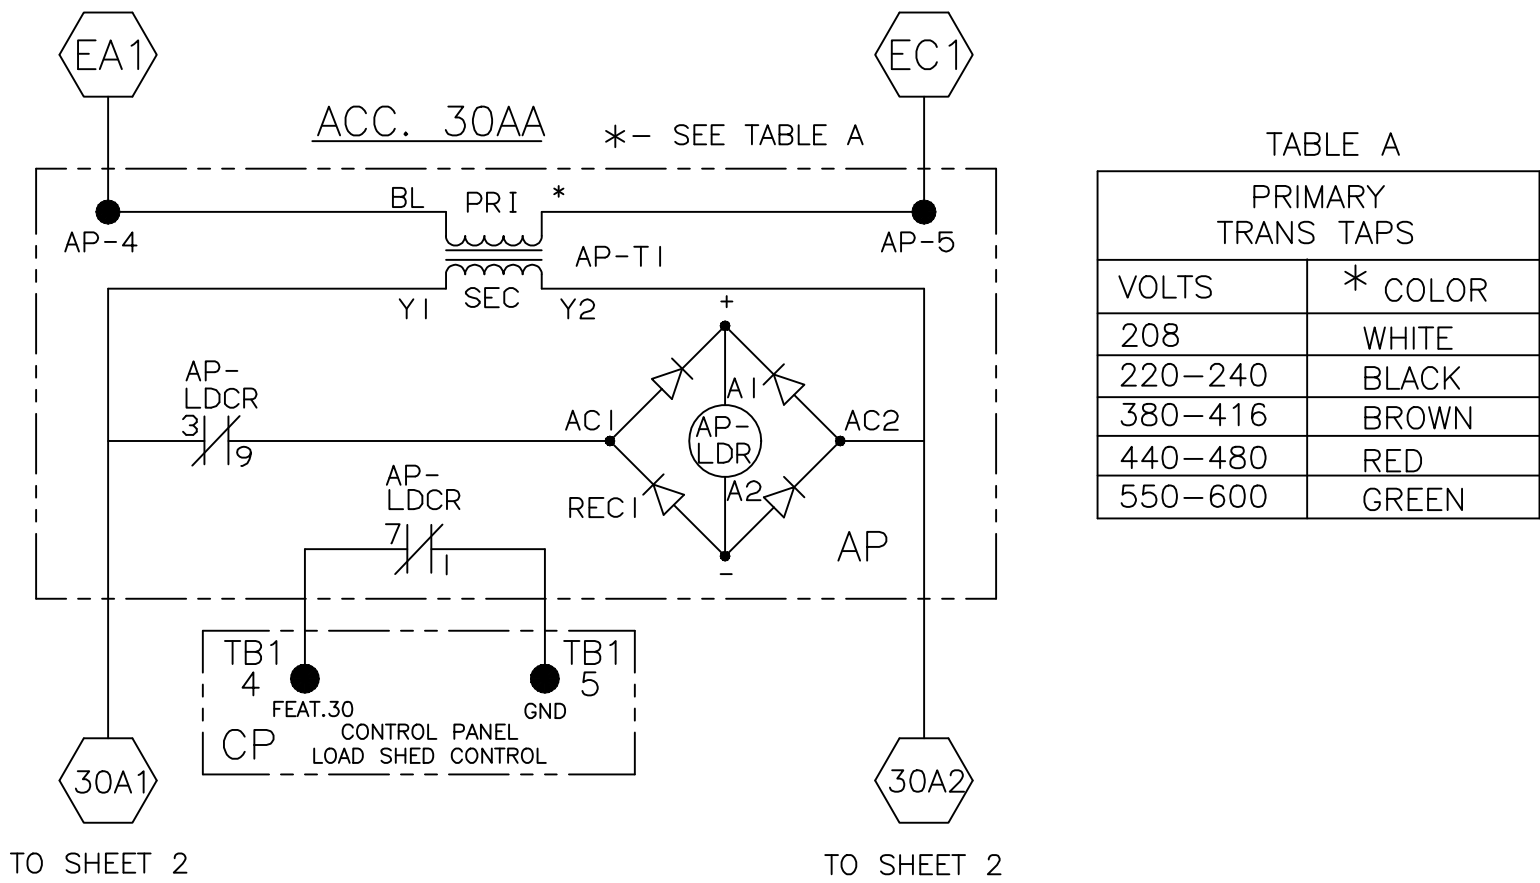 EA1
EC1
ACC. 30AA
*- SEE TABLE A
BL
PRI
*
AP-4
AP-5
AP-T1
Y1
SEC
Y2
+
AP-
LDCR
3
9
A1
AC1
AP-
LDR
AC2
A2
REC1
AP-
LDCR
7
1
AP
-
TB1
4
TB1
5
FEAT.30
GND
CP
CONTROL PANEL
LOAD SHED CONTROL
30A1
30A2
TO SHEET 2
TO SHEET 2
TABLE A
PRIMARY
TRANS TAPS
VOLTS * COLOR
208 WHITE
220-240 BLACK
380-416 BROWN
440-480 RED
550-600 GREEN